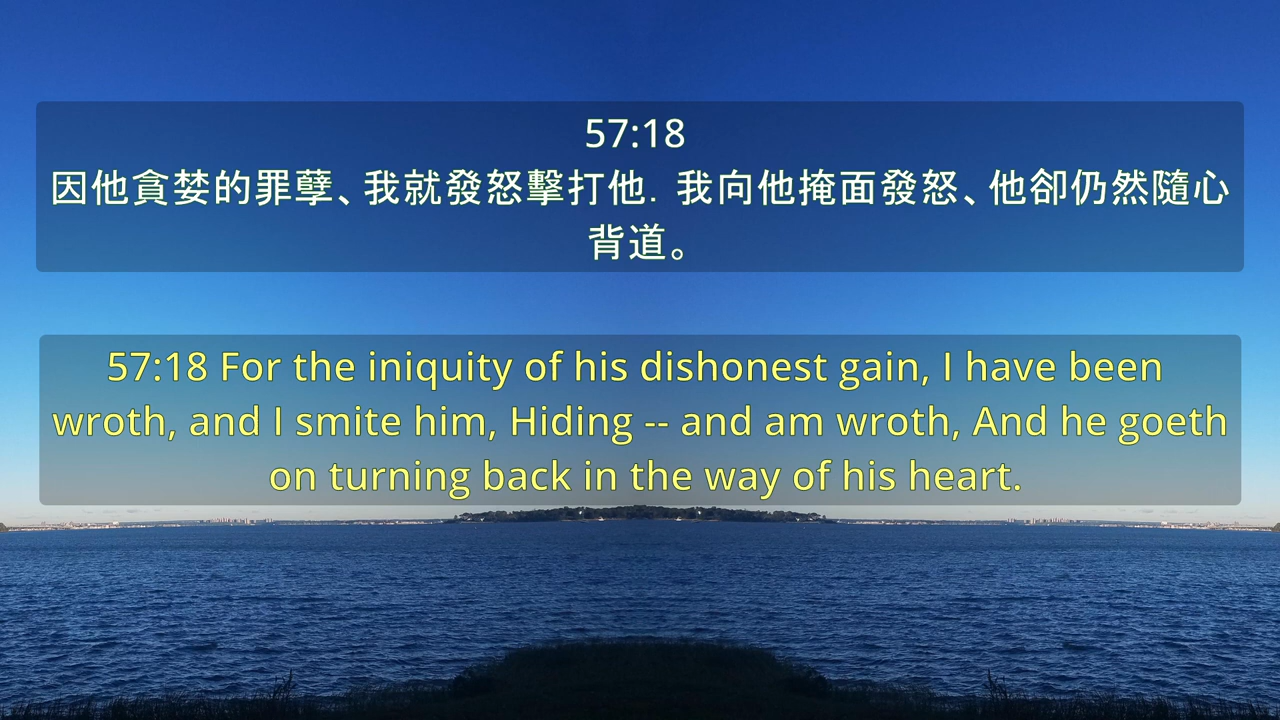 57:18
因他貪婪的罪孽、我就發怒擊打他．我向他掩面發怒、他卻仍然隨心
背道。
57:18 For the iniquity of his dishonest gain, I have been
wroth, and I smite him, Hiding -- and am wroth, And he goeth
on turning back in the way of his heart.